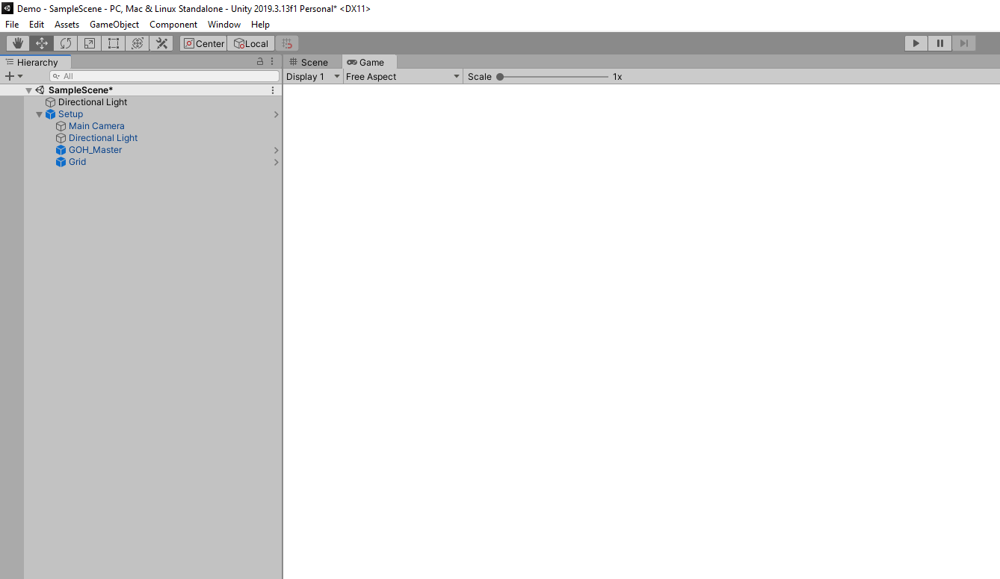 Demo - SampleScene - PC, Mac & Linux Standalone - Unity 2019.3.13f1 Personal* <DX11>
File Edit Assets GameObject Component Window Help
Center Local
Hierarchy
All
SampleScene*
Directional Light
Setup
Main Camera
Directional Light
GOH_Master
Grid
Scene Game
Display 1 Free Aspect Scale 1x